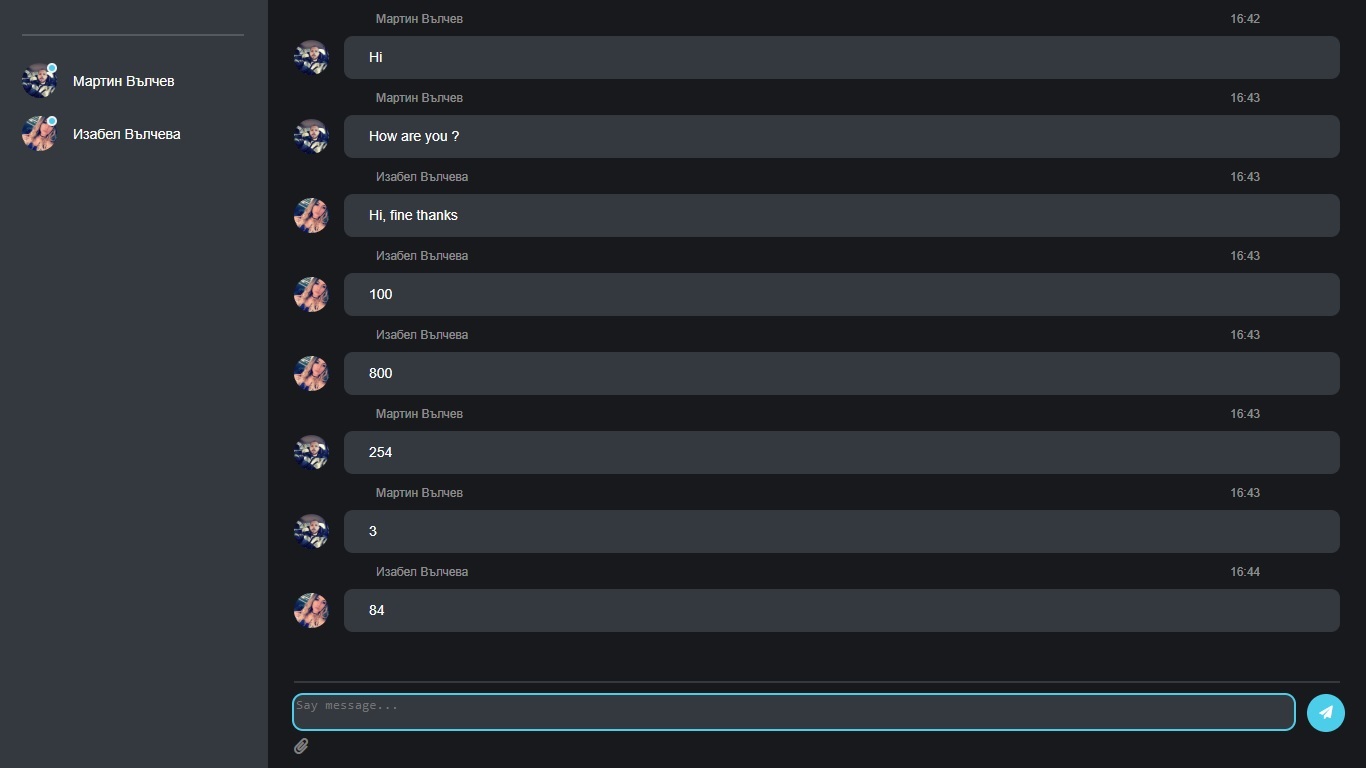 Мартин Вълчев
Изабел Вълчева
Мартин Вълчев 16:42
Hi
Мартин Вълчев 16:43
How are you ?
Изабел Вълчева 16:43
Hi, fine thanks
Изабел Вълчева 16:43
100
Изабел Вълчева 16:43
800
Мартин Вълчев 16:43
254
Мартин Вълчев 16:43
3
Изабел Вълчева 16:44
84
Say message...